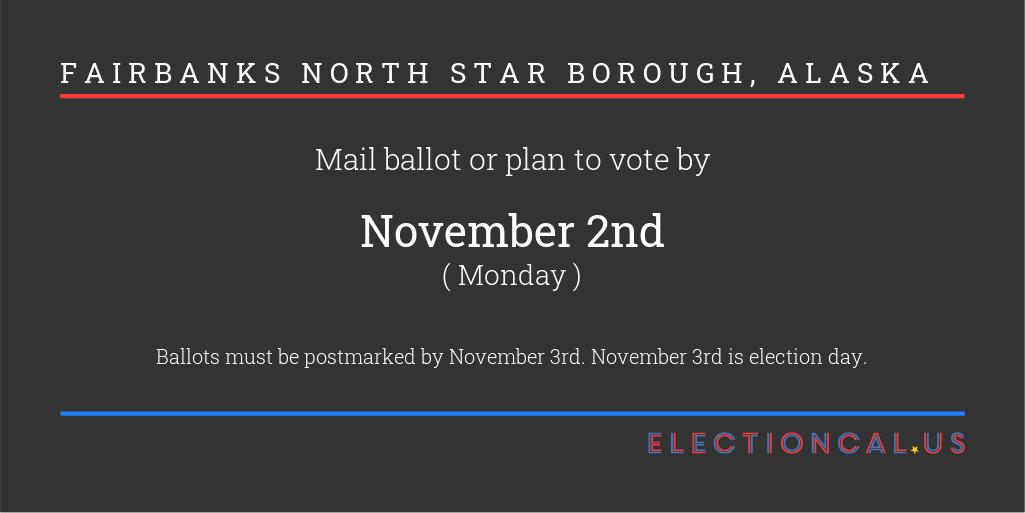 FAIRBANKS NORTH STAR BOROUGH, ALASKA
Mail ballot or plan to vote by
November 2nd
( Monday )
Ballots must be postmarked by November 3rd. November 3rd is election day.
ELECTIONCAL.US